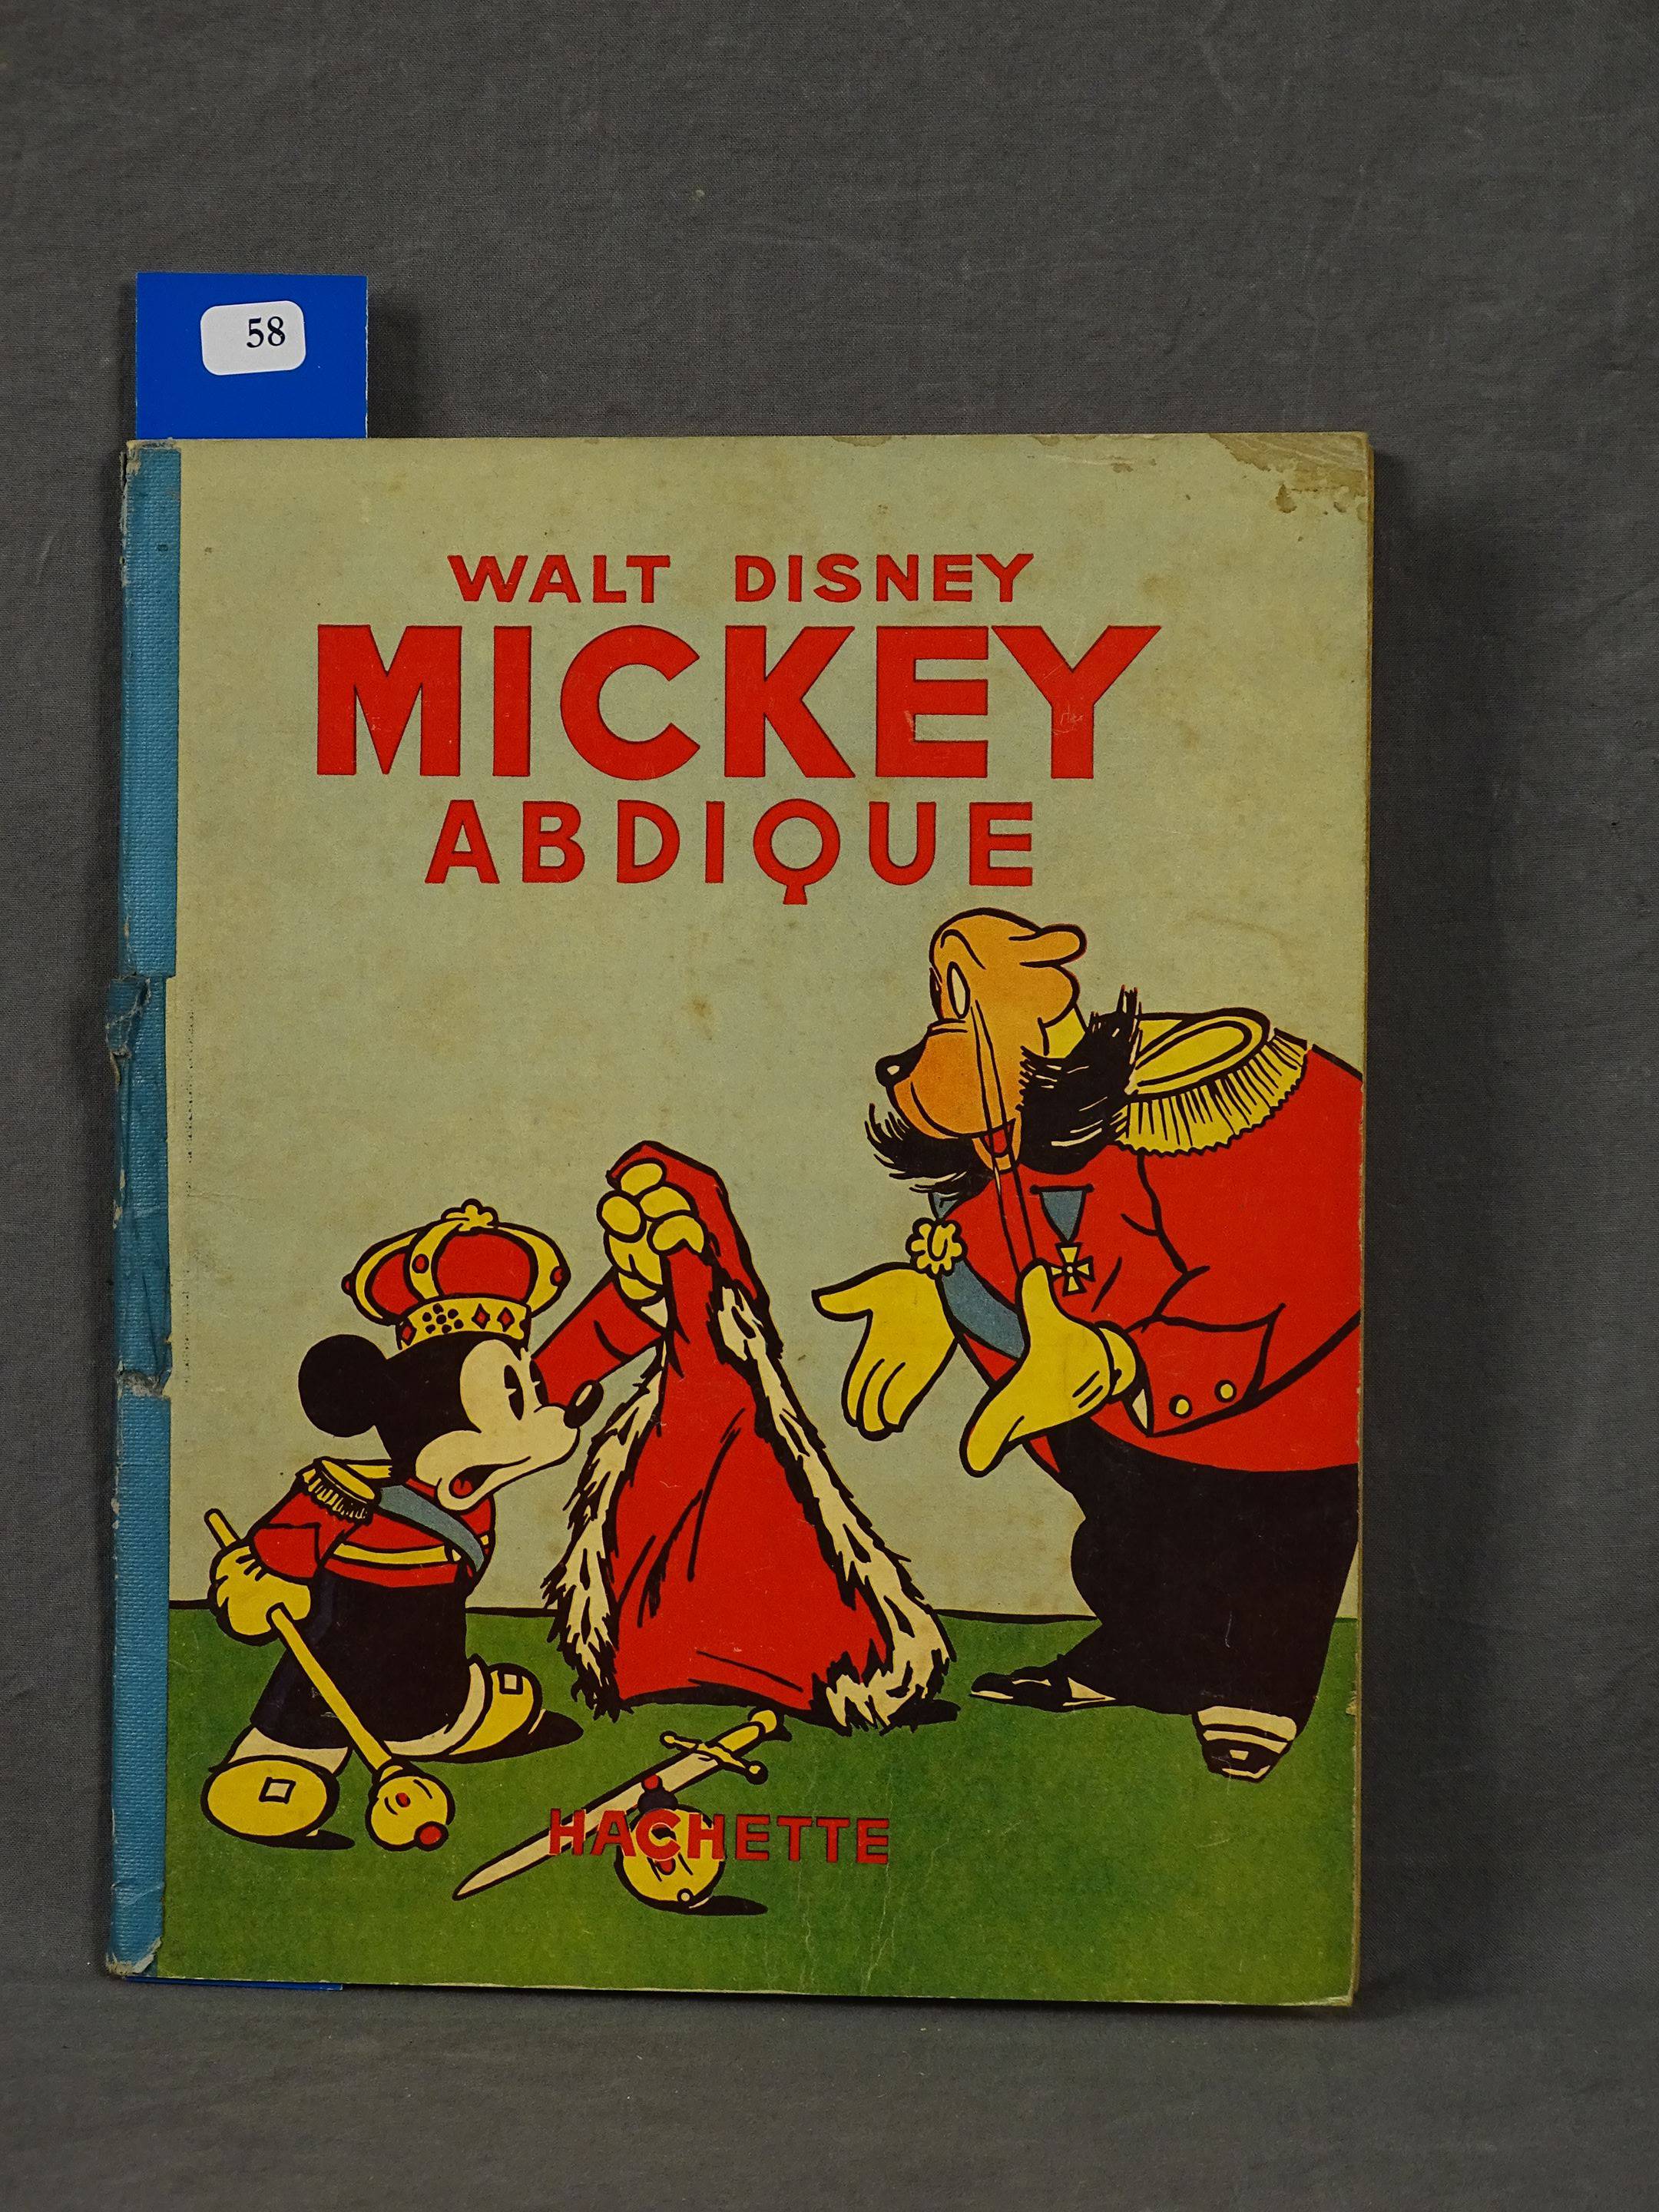 58
WALT DISNEY
MICKEY
ABDIQUE
HACHETTE